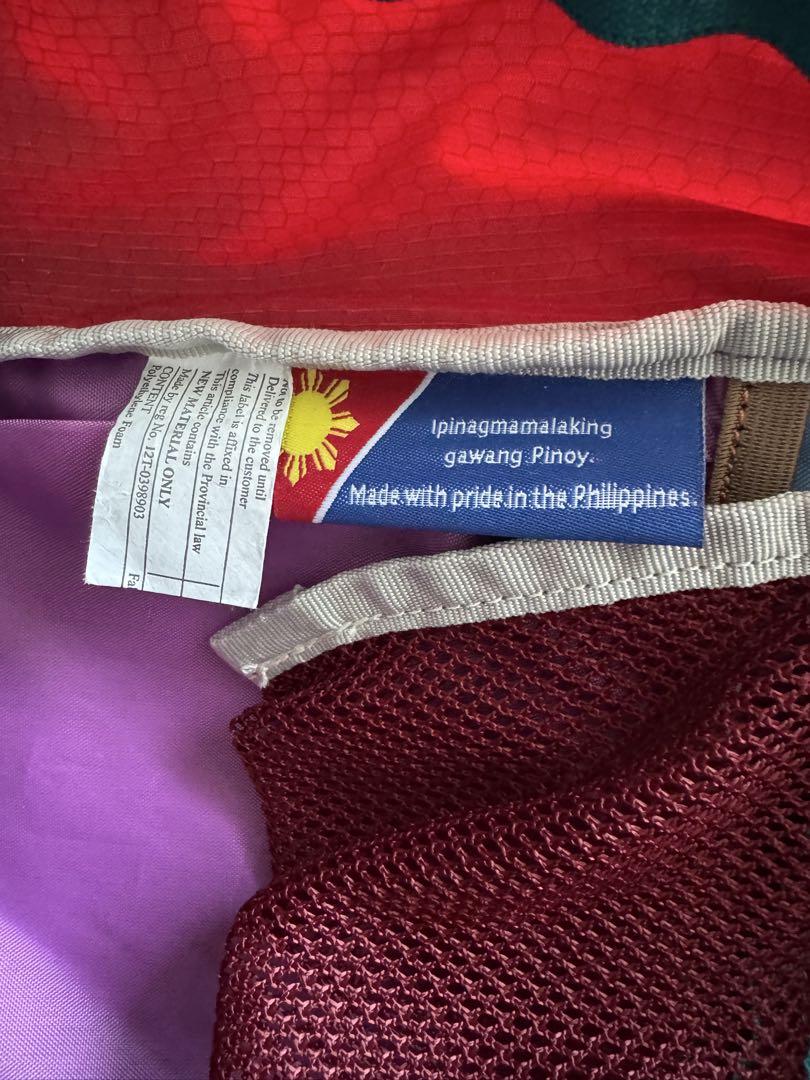 Not to be removed until
Delivered to the customer
This label is affixed in
compliance with the Provincial law
This article contains
NEW MATERIAL ONLY
Made by reg No. 12T-0398903
CONTENT
Polyethylene Foam
Ipinagmamalaking
gawang Pinoy.
Made with pride in the Philippines.